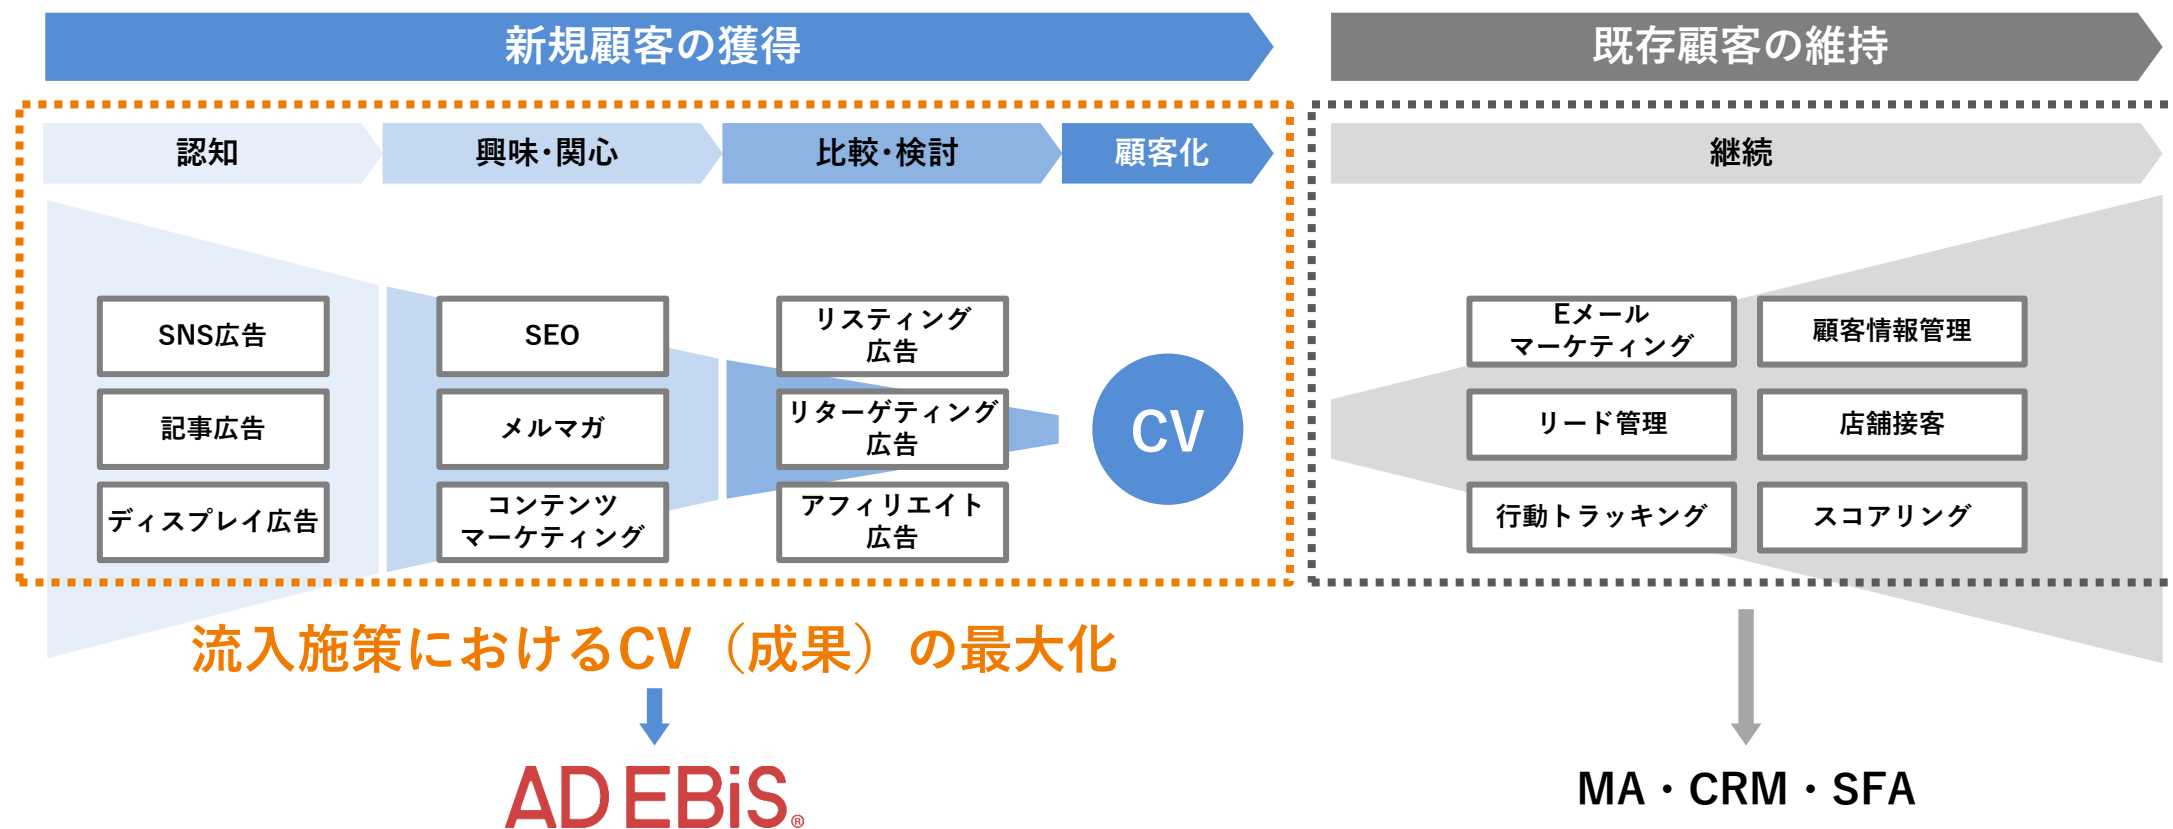 新規顧客の獲得
既存顧客の維持
認知
興味・関心
比較・検討
顧客化
継続
SNS広告
記事広告
ディスプレイ広告
SEO
メルマガ
コンテンツ
マーケティング
リスティング
広告
リターゲティング
広告
アフィリエイト
広告
CV
Eメール
マーケティング
顧客情報管理
リード管理
店舗接客
行動トラッキング
スコアリング
流入施策におけるCV（成果）の最大化
AD EBiS®
MA・CRM・SFA